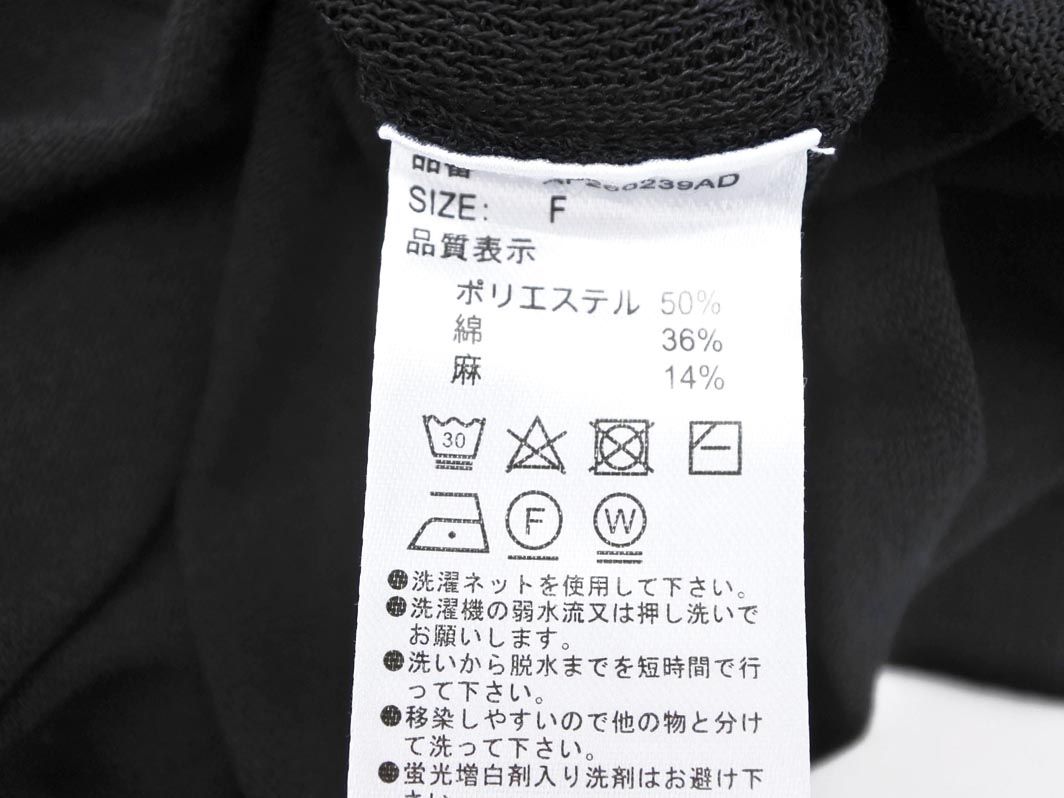 品番
SIZE: F
品質表示
ポリエステル 50%
綿 36%
麻 14%
30
F W
●洗濯ネットを使用して下さい。
●洗濯機の弱水流又は押し洗いで
お願いします。
●洗いから脱水までを短時間で行
って下さい。
●移染しやすいので他の物と分け
て洗って下さい。
●蛍光増白剤入り洗剤はお避け下